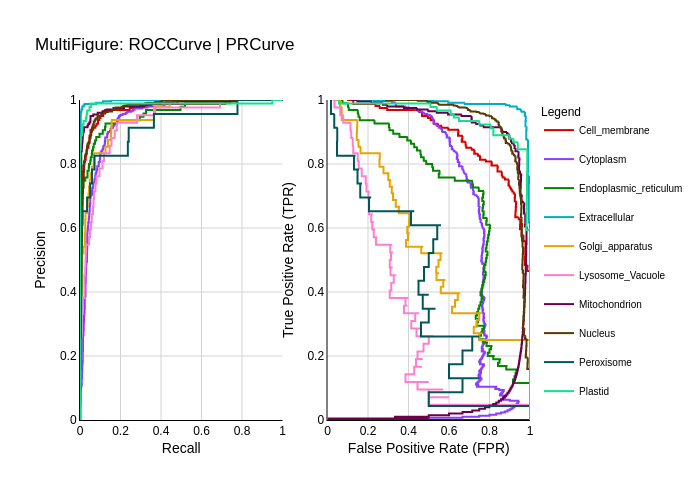 MultiFigure: ROCCurve | PRCurve
Precision
1
0.8
0.6
0.4
0.2
0
0
0.2
0.4
0.6
0.8
1
Recall
True Positive Rate (TPR)
1
0.8
0.6
0.4
0.2
0
0
0.2
0.4
0.6
0.8
1
False Positive Rate (FPR)
Legend
Cell_membrane
Cytoplasm
Endoplasmic_reticulum
Extracellular
Golgi_apparatus
Lysosome_Vacuole
Mitochondrion
Nucleus
Peroxisome
Plastid